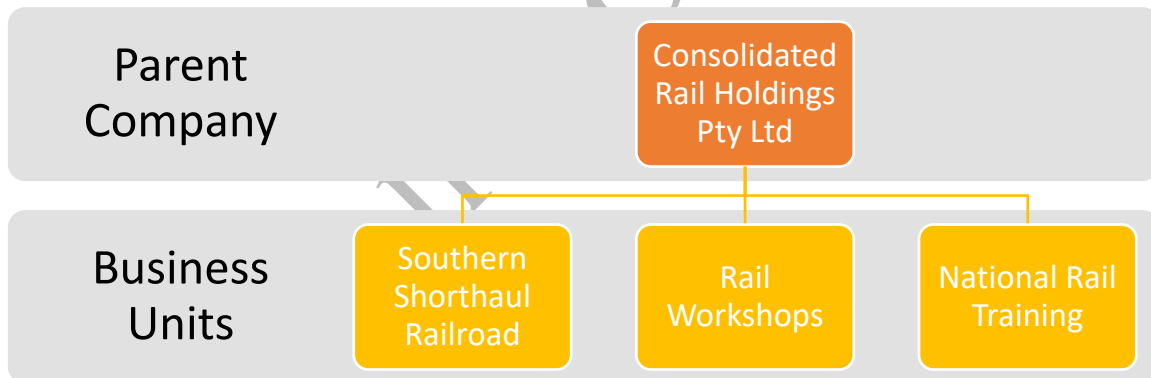 Parent
Company
Consolidated
Rail Holdings
Pty Ltd
Business
Units
Southern
Shorthaul
Railroad
Rail
Workshops
National Rail
Training